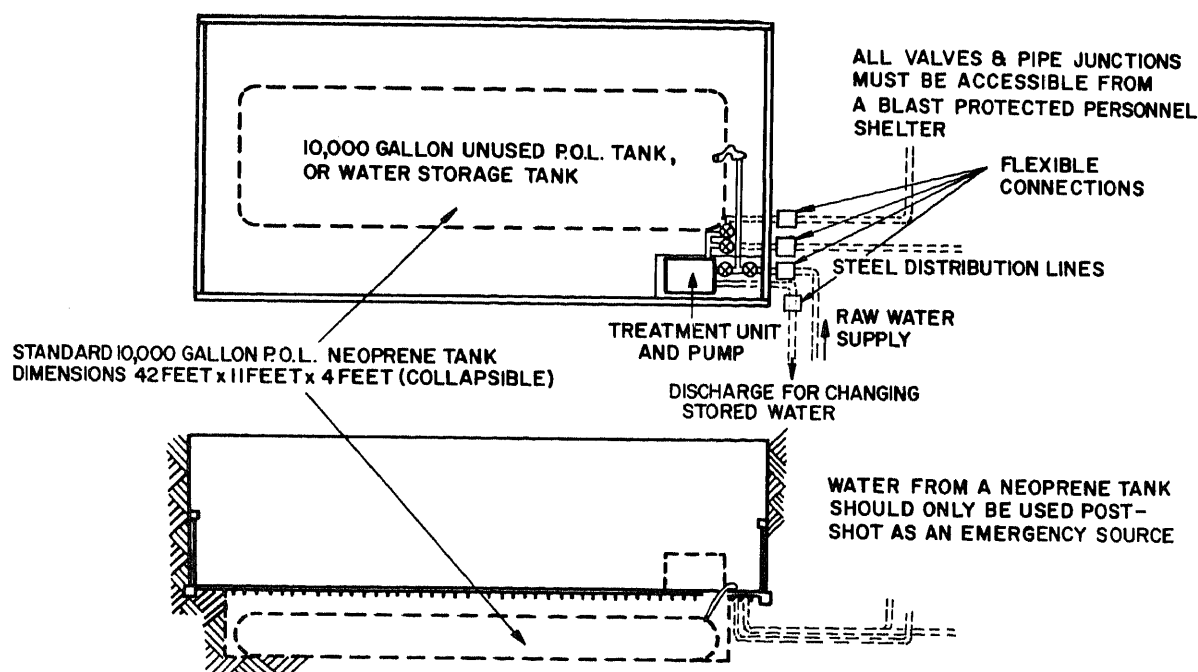 ALL VALVES & PIPE JUNCTIONS
MUST BE ACCESSIBLE FROM
A BLAST PROTECTED PERSONNEL
SHELTER
10,000 GALLON UNUSED P.O.L. TANK,
OR WATER STORAGE TANK
FLEXIBLE
CONNECTIONS
STEEL DISTRIBUTION LINES
TREATMENT UNIT
AND PUMP
RAW WATER
SUPPLY
STANDARD 10,000 GALLON P.O.L. NEOPRENE TANK
DIMENSIONS 42 FEET x 11 FEET x 4 FEET (COLLAPSIBLE)
DISCHARGE FOR CHANGING
STORED WATER
WATER FROM A NEOPRENE TANK
SHOULD ONLY BE USED POST-
SHOT AS AN EMERGENCY SOURCE